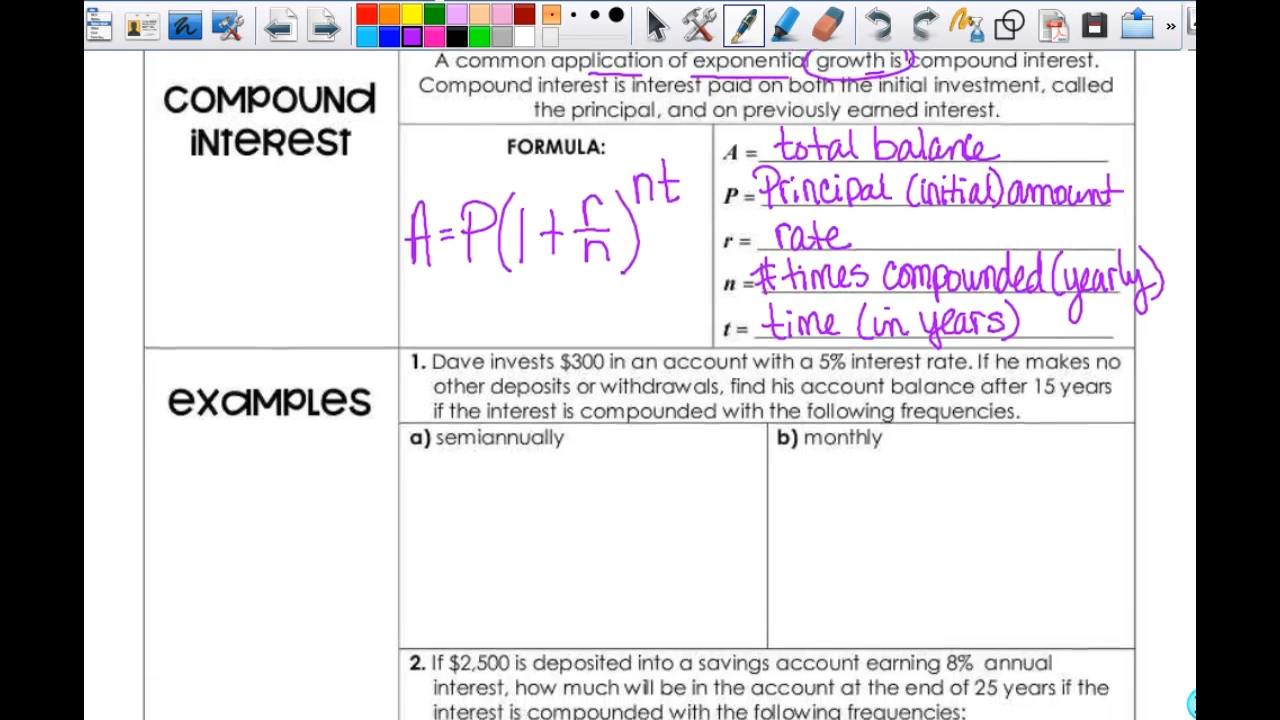 A common application of exponential growth is compound interest.
Compound interest is interest paid on both the initial investment, called
the principal, and on previously earned interest.
COMPOUND
INTEREST
FORMULA:
A=P(1+r/n)^nt
A = total balance
P = Principal (initial) amount
r = rate
n = # times compounded (yearly)
t = time (in years)
EXAMPLES
1. Dave invests $300 in an account with a 5% interest rate. If he makes no
other deposits or withdrawals, find his account balance after 15 years
if the interest is compounded with the following frequencies.
a) semiannually
b) monthly
2. If $2,500 is deposited into a savings account earning 8% annual
interest, how much will be in the account at the end of 25 years if the
interest is compounded with the following frequencies: